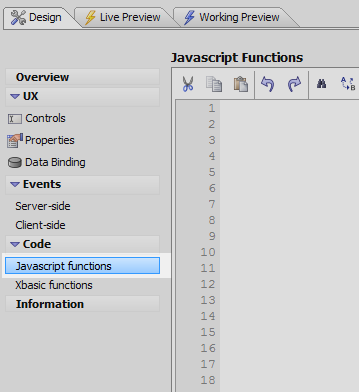 Design Live Preview Working Preview
Javascript Functions
Overview
UX
Controls
Properties
Data Binding
Events
Server-side
Client-side
Code
Javascript functions
Xbasic functions
Information
1
2
3
4
5
6
7
8
9
10
11
12
13
14
15
16
17
18